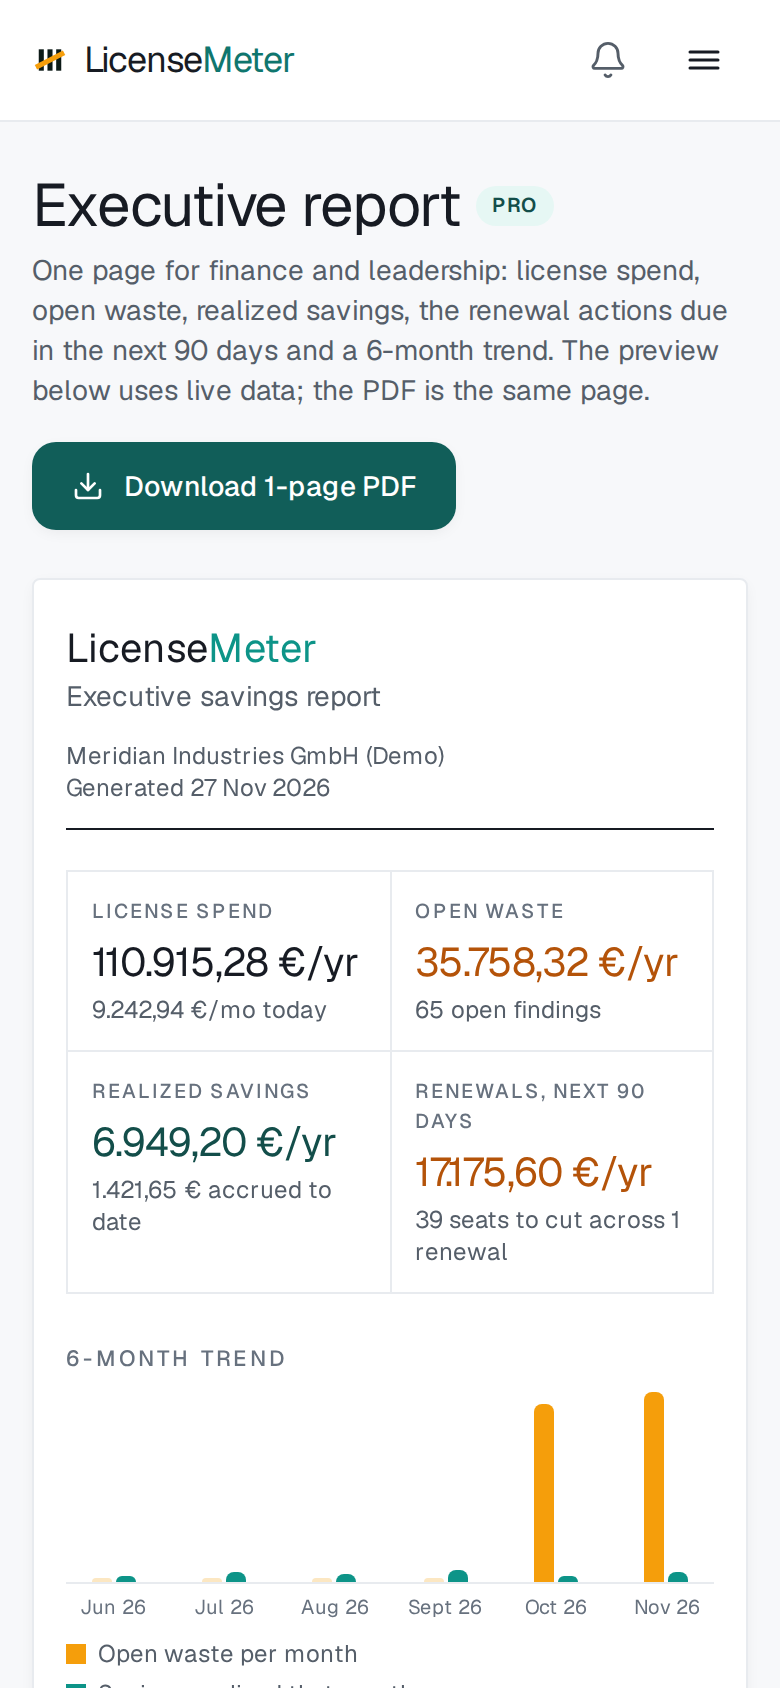 LicenseMeter
Executive report PRO
One page for finance and leadership: license spend,
open waste, realized savings, the renewal actions due
in the next 90 days and a 6-month trend. The preview
below uses live data; the PDF is the same page.
Download 1-page PDF
LicenseMeter
Executive savings report
Meridian Industries GmbH (Demo)
Generated 27 Nov 2026
LICENSE SPEND
110.915,28 €/yr
9.242,94 €/mo today
OPEN WASTE
35.758,32 €/yr
65 open findings
REALIZED SAVINGS
6.949,20 €/yr
1.421,65 € accrued to
date
RENEWALS, NEXT 90
DAYS
17.175,60 €/yr
39 seats to cut across 1
renewal
6-MONTH TREND
Jun 26 Jul 26 Aug 26 Sept 26 Oct 26 Nov 26
Open waste per month